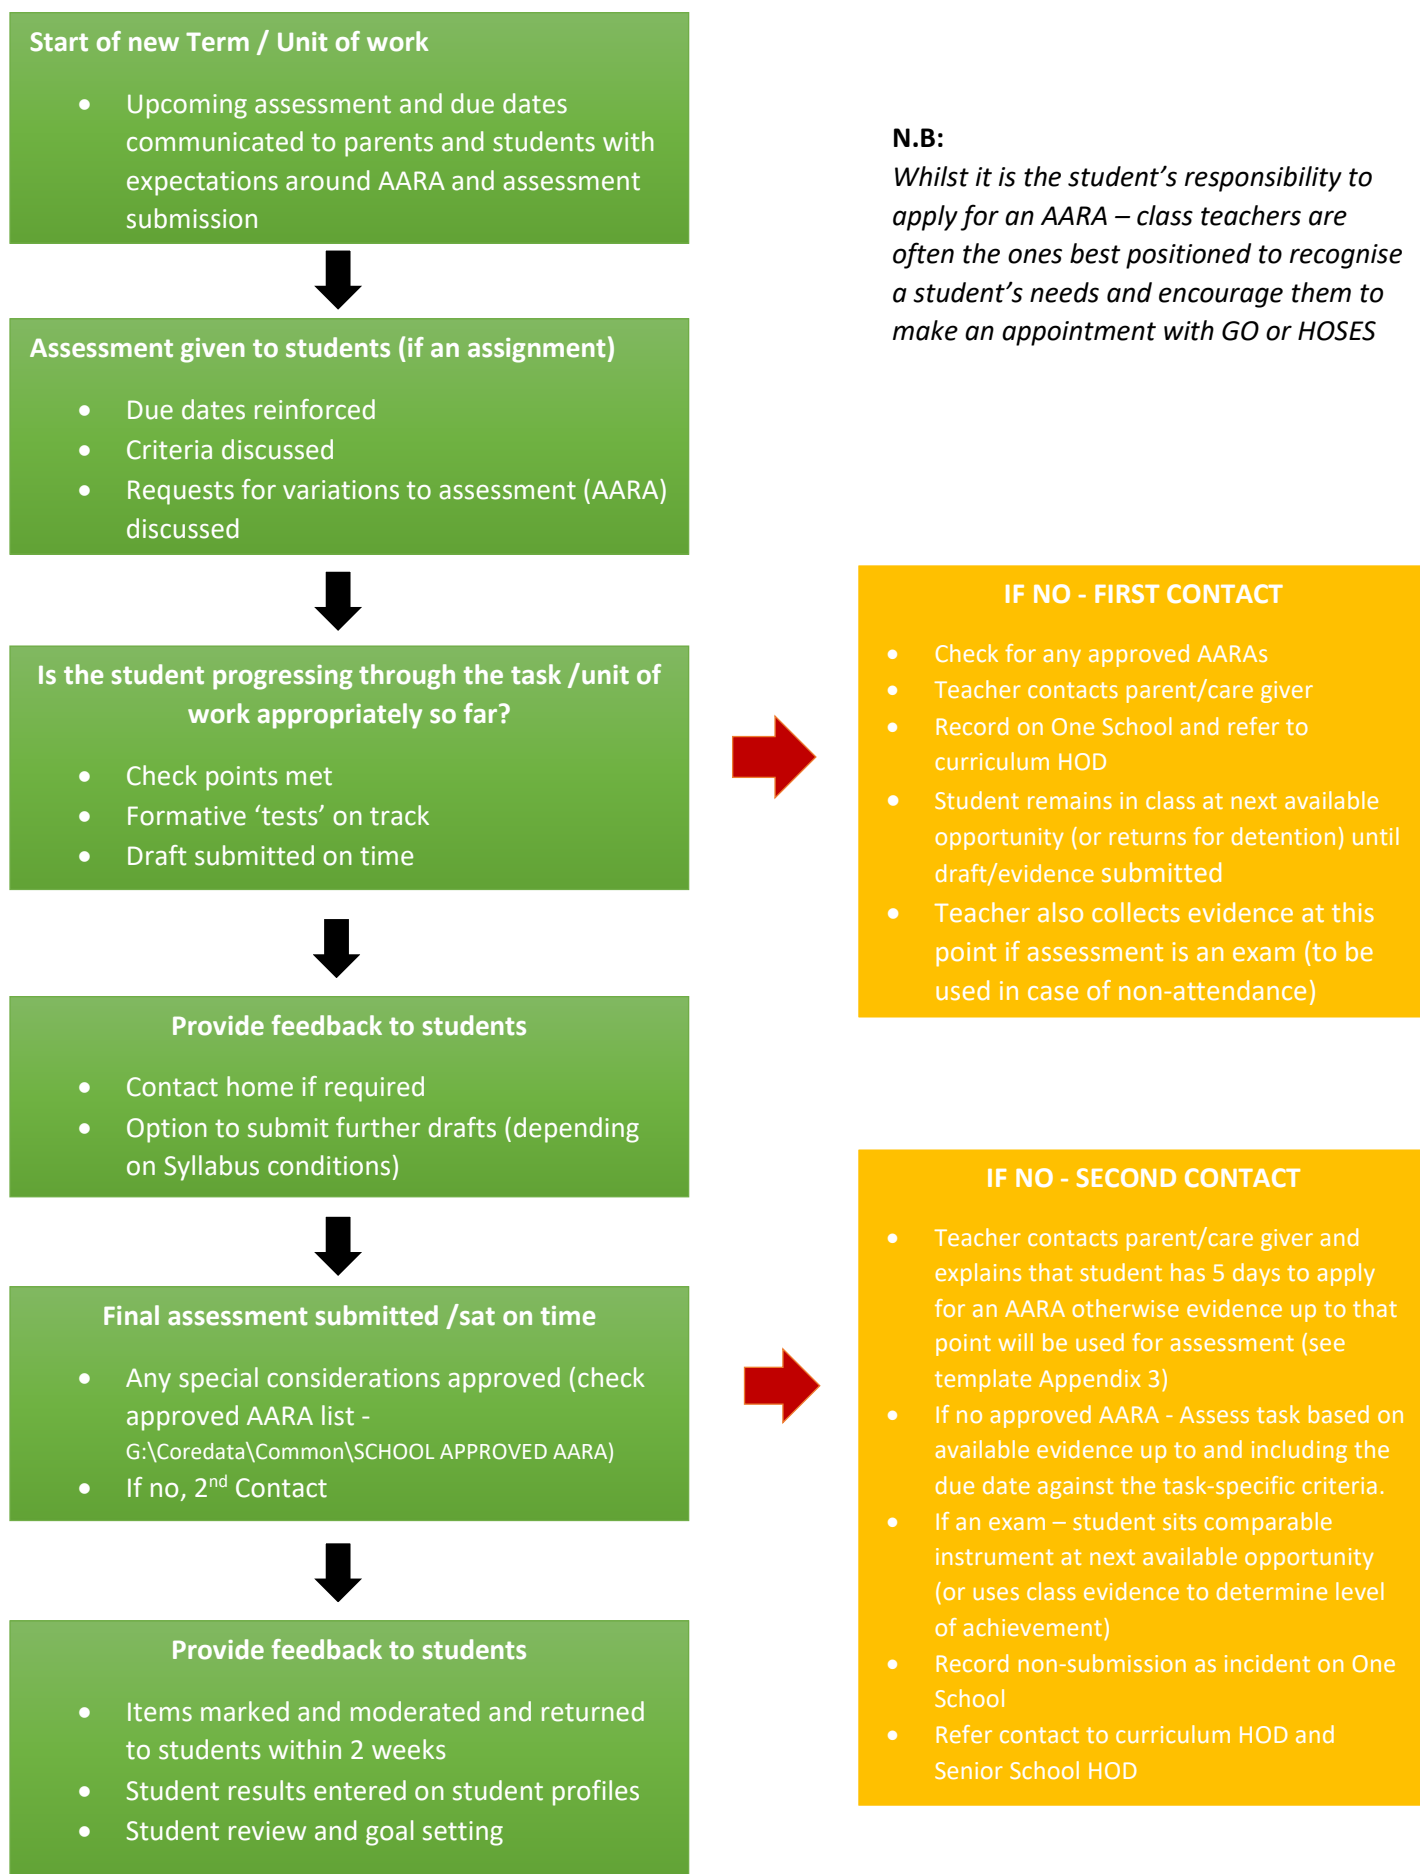 Start of new Term / Unit of work
• Upcoming assessment and due dates
communicated to parents and students with
expectations around AARA and assessment
submission
N.B:
Whilst it is the student's responsibility to
apply for an AARA – class teachers are
often the ones best positioned to recognise
a student's needs and encourage them to
make an appointment with GO or HOSES
Assessment given to students (if an assignment)
• Due dates reinforced
• Criteria discussed
• Requests for variations to assessment (AARA)
discussed
Is the student progressing through the task /unit of
work appropriately so far?
• Check points met
• Formative ‘tests’ on track
• Draft submitted on time
IF NO - FIRST CONTACT
• Check for any approved AARAs
• Teacher contacts parent/care giver
• Record on One School and refer to
curriculum HOD
• Student remains in class at next available
opportunity (or returns for detention) until
draft/evidence submitted
• Teacher also collects evidence at this
point if assessment is an exam (to be
used in case of non-attendance)
Provide feedback to students
• Contact home if required
• Option to submit further drafts (depending
on Syllabus conditions)
Final assessment submitted /sat on time
• Any special considerations approved (check
approved AARA list -
G:\Coredata\Common\SCHOOL APPROVED AARA)
• If no, 2nd Contact
IF NO - SECOND CONTACT
• Teacher contacts parent/care giver and
explains that student has 5 days to apply
for an AARA otherwise evidence up to that
point will be used for assessment (see
template Appendix 3)
• If no approved AARA - Assess task based on
available evidence up to and including the
due date against the task-specific criteria.
• If an exam – student sits comparable
instrument at next available opportunity
(or uses class evidence to determine level
of achievement)
• Record non-submission as incident on One
School
• Refer contact to curriculum HOD and
Senior School HOD
Provide feedback to students
• Items marked and moderated and returned
to students within 2 weeks
• Student results entered on student profiles
• Student review and goal setting